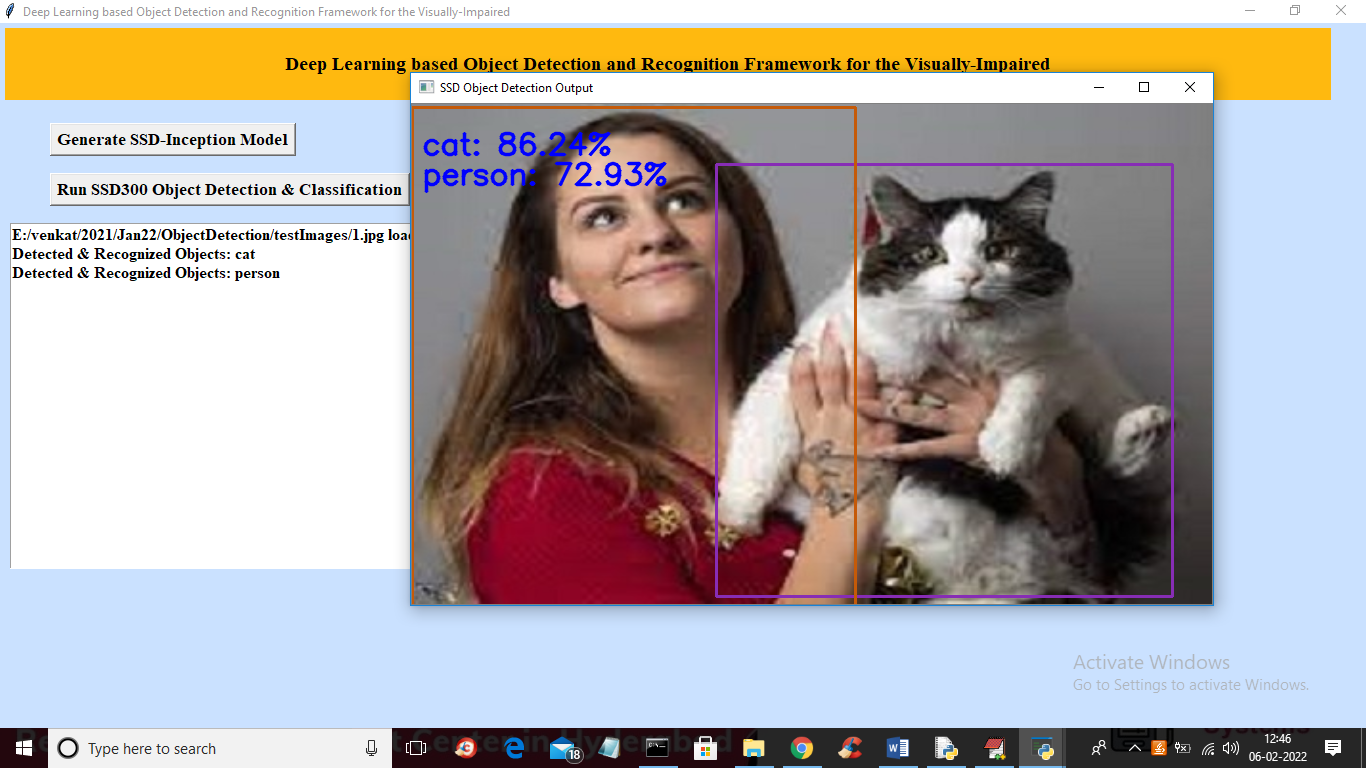 Deep Learning based Object Detection and Recognition Framework for the Visually-Impaired
Deep Learning based Object Detection and Recognition Framework for the Visually-Impaired
SSD Object Detection Output
Generate SSD-Inception Model
Run SSD300 Object Detection & Classification
cat: 86.24%
person: 72.93%
E:/venkat/2021/Jan22/ObjectDetection/testImages/1.jpg
Detected & Recognized Objects: cat
Detected & Recognized Objects: person
Activate Windows
Go to Settings to activate Windows.
Type here to search
18
12:46
06-02-2022